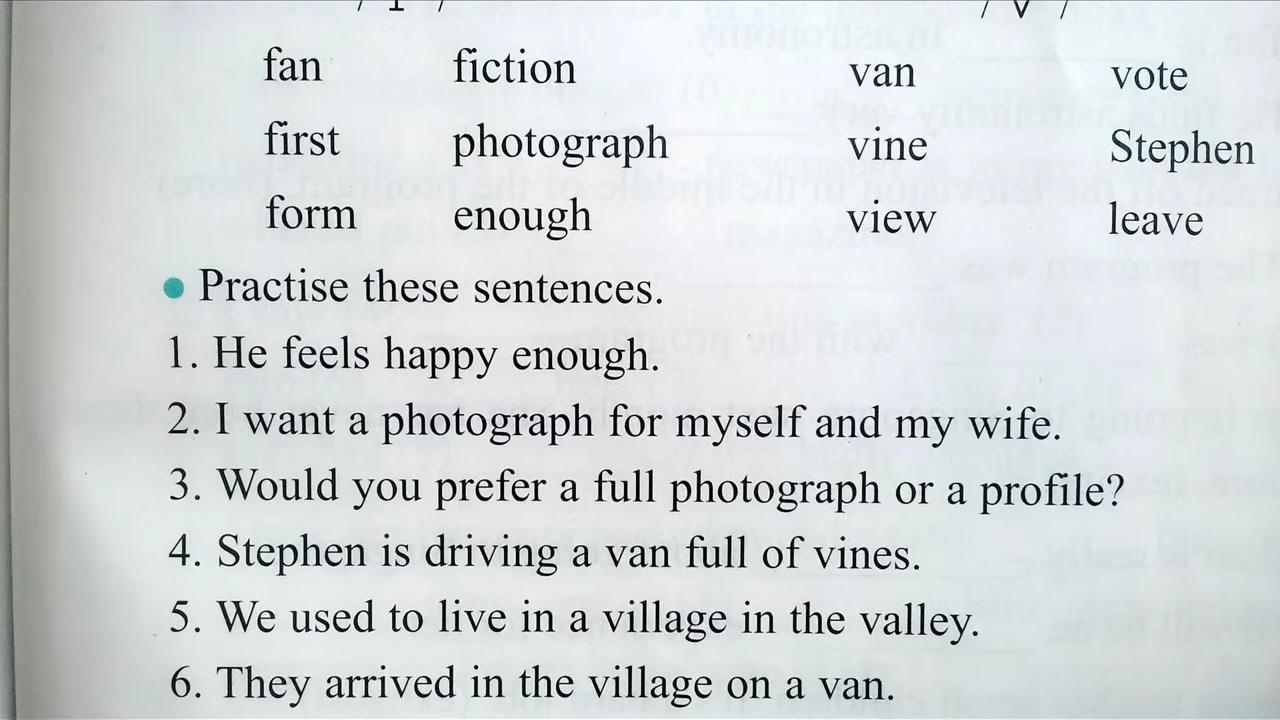 / f / / v /
fan fiction van vote
first photograph vine Stephen
form enough view leave
Practise these sentences.
1. He feels happy enough.
2. I want a photograph for myself and my wife.
3. Would you prefer a full photograph or a profile?
4. Stephen is driving a van full of vines.
5. We used to live in a village in the valley.
6. They arrived in the village on a van.